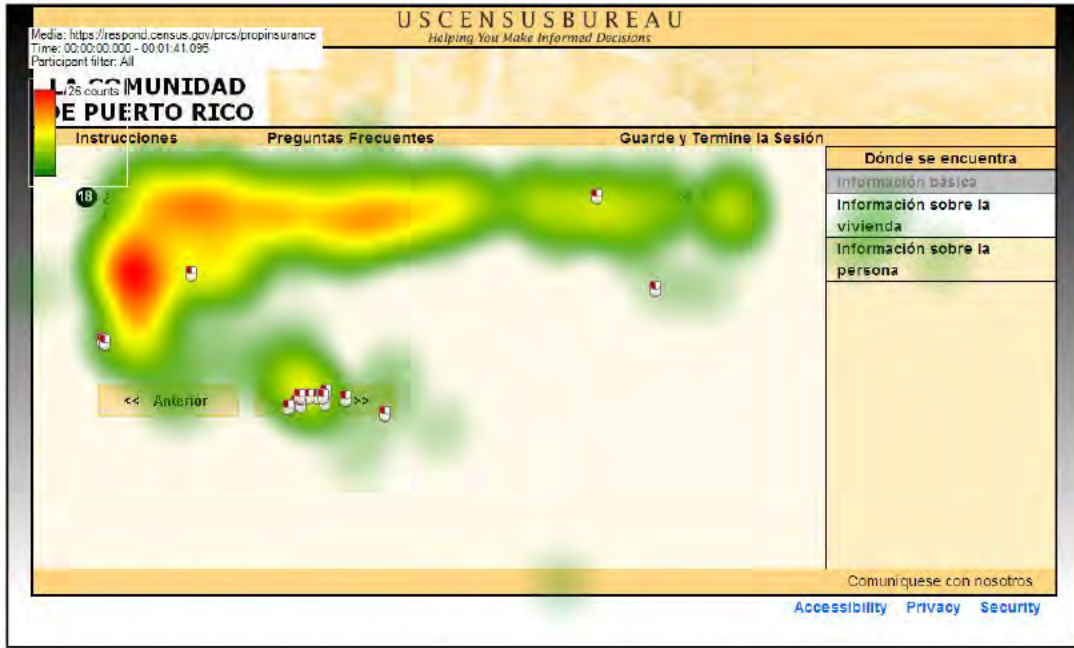 USCENSUSBUREAU
Helping You Make Informed Decisions
Media: https://respond.census.gov/prcs/propinsurance
Time: 00:00:00.000 - 00:01:41.095
Participant filter: All
26 counts
LA COMUNIDAD
DE PUERTO RICO
Instrucciones Preguntas Frecuentes Guarde y Termine la Sesión
Dónde se encuentra
Información básica
Información sobre la
vivienda
Información sobre la
persona
18 ¿
<< Anterior >>
Comuníquese con nosotros
Accessibility Privacy Security